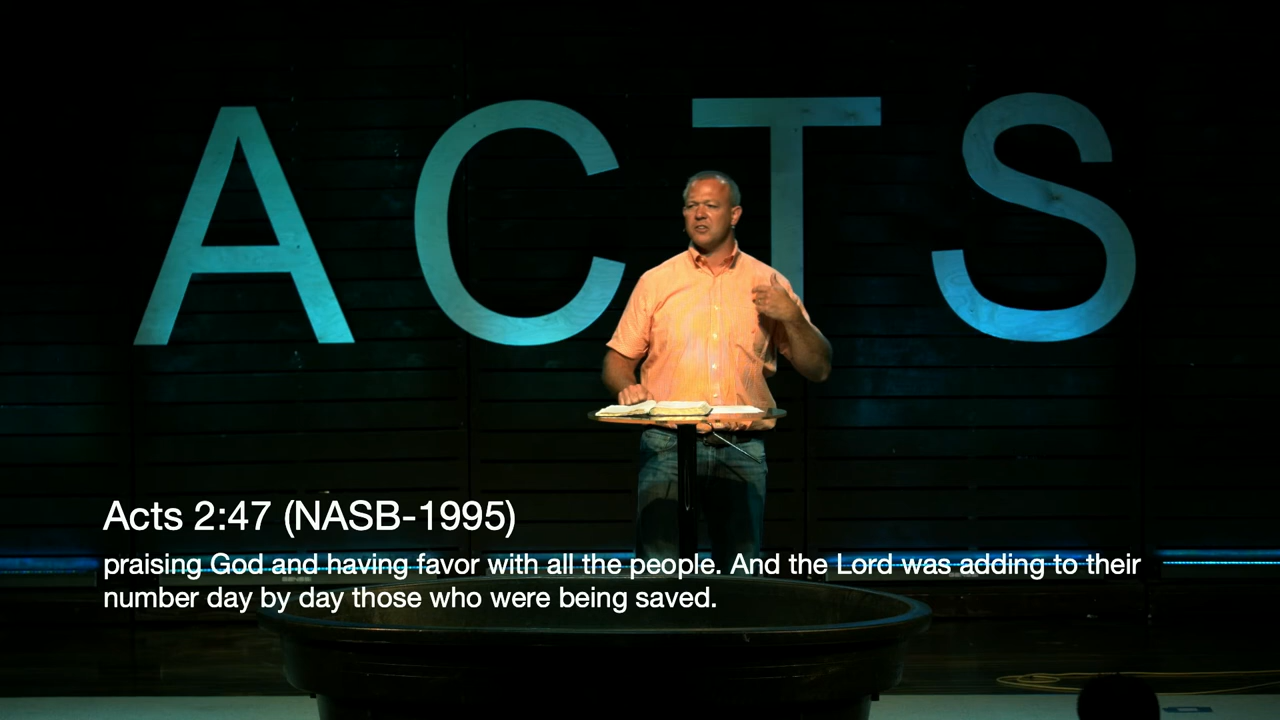 ACTS
Acts 2:47 (NASB-1995)
praising God and having favor with all the people. And the Lord was adding to their
number day by day those who were being saved.